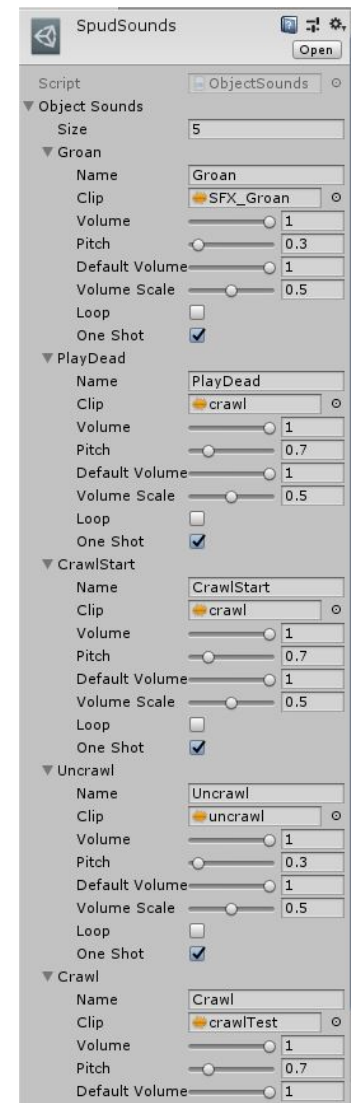 SpudSounds
Open
Script ObjectSounds
Object Sounds
Size 5
Groan
Name Groan
Clip SFX_Groan
Volume 1
Pitch 0.3
Default Volume 1
Volume Scale 0.5
Loop
One Shot
PlayDead
Name PlayDead
Clip crawl
Volume 1
Pitch 0.7
Default Volume 1
Volume Scale 0.5
Loop
One Shot
CrawlStart
Name CrawlStart
Clip crawl
Volume 1
Pitch 0.7
Default Volume 1
Volume Scale 0.5
Loop
One Shot
Uncrawl
Name Uncrawl
Clip uncrawl
Volume 1
Pitch 0.3
Default Volume 1
Volume Scale 0.5
Loop
One Shot
Crawl
Name Crawl
Clip crawlTest
Volume 1
Pitch 0.7
Default Volume 1